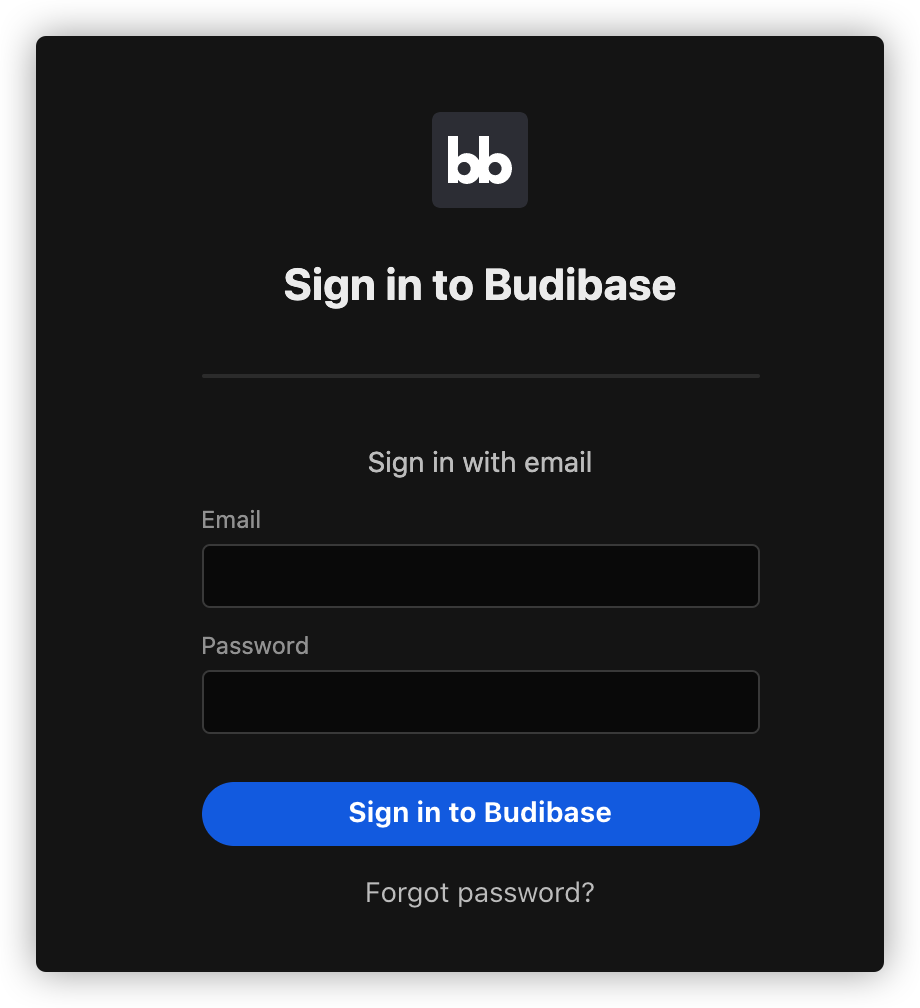 bb
Sign in to Budibase
Sign in with email
Email
Password
Sign in to Budibase
Forgot password?